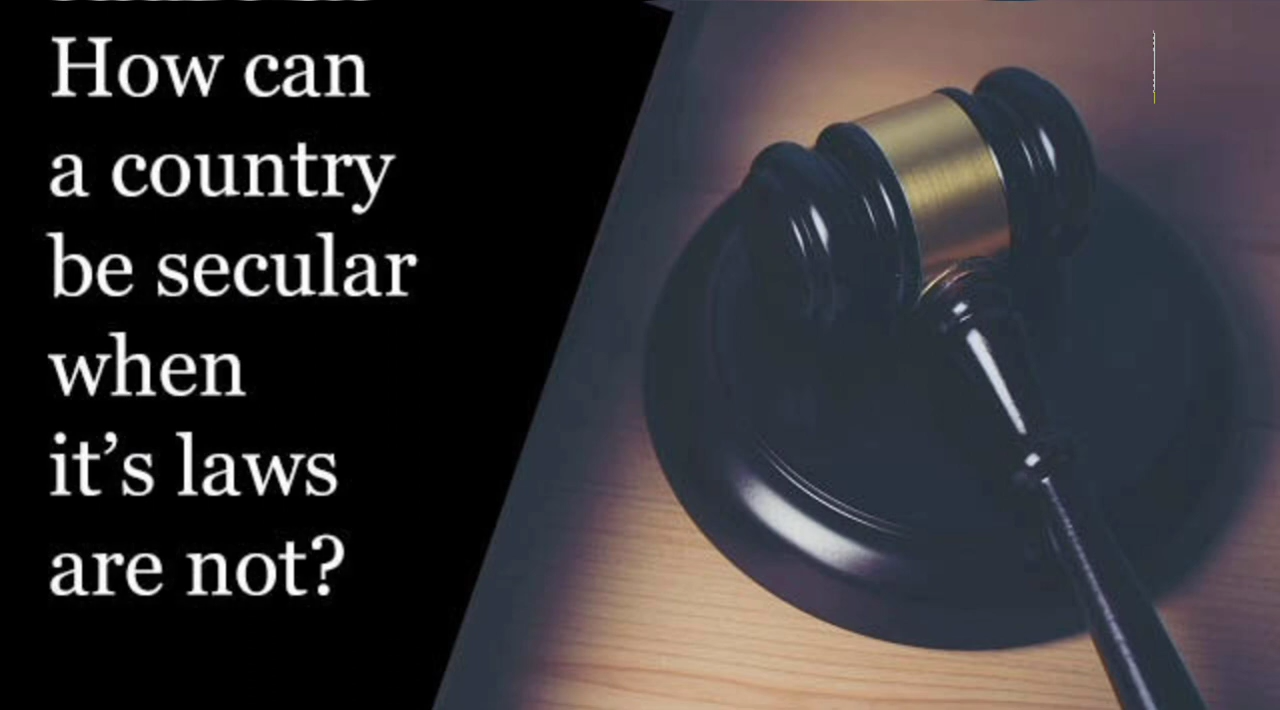 How can
a country
be secular
when
it’s laws
are not?